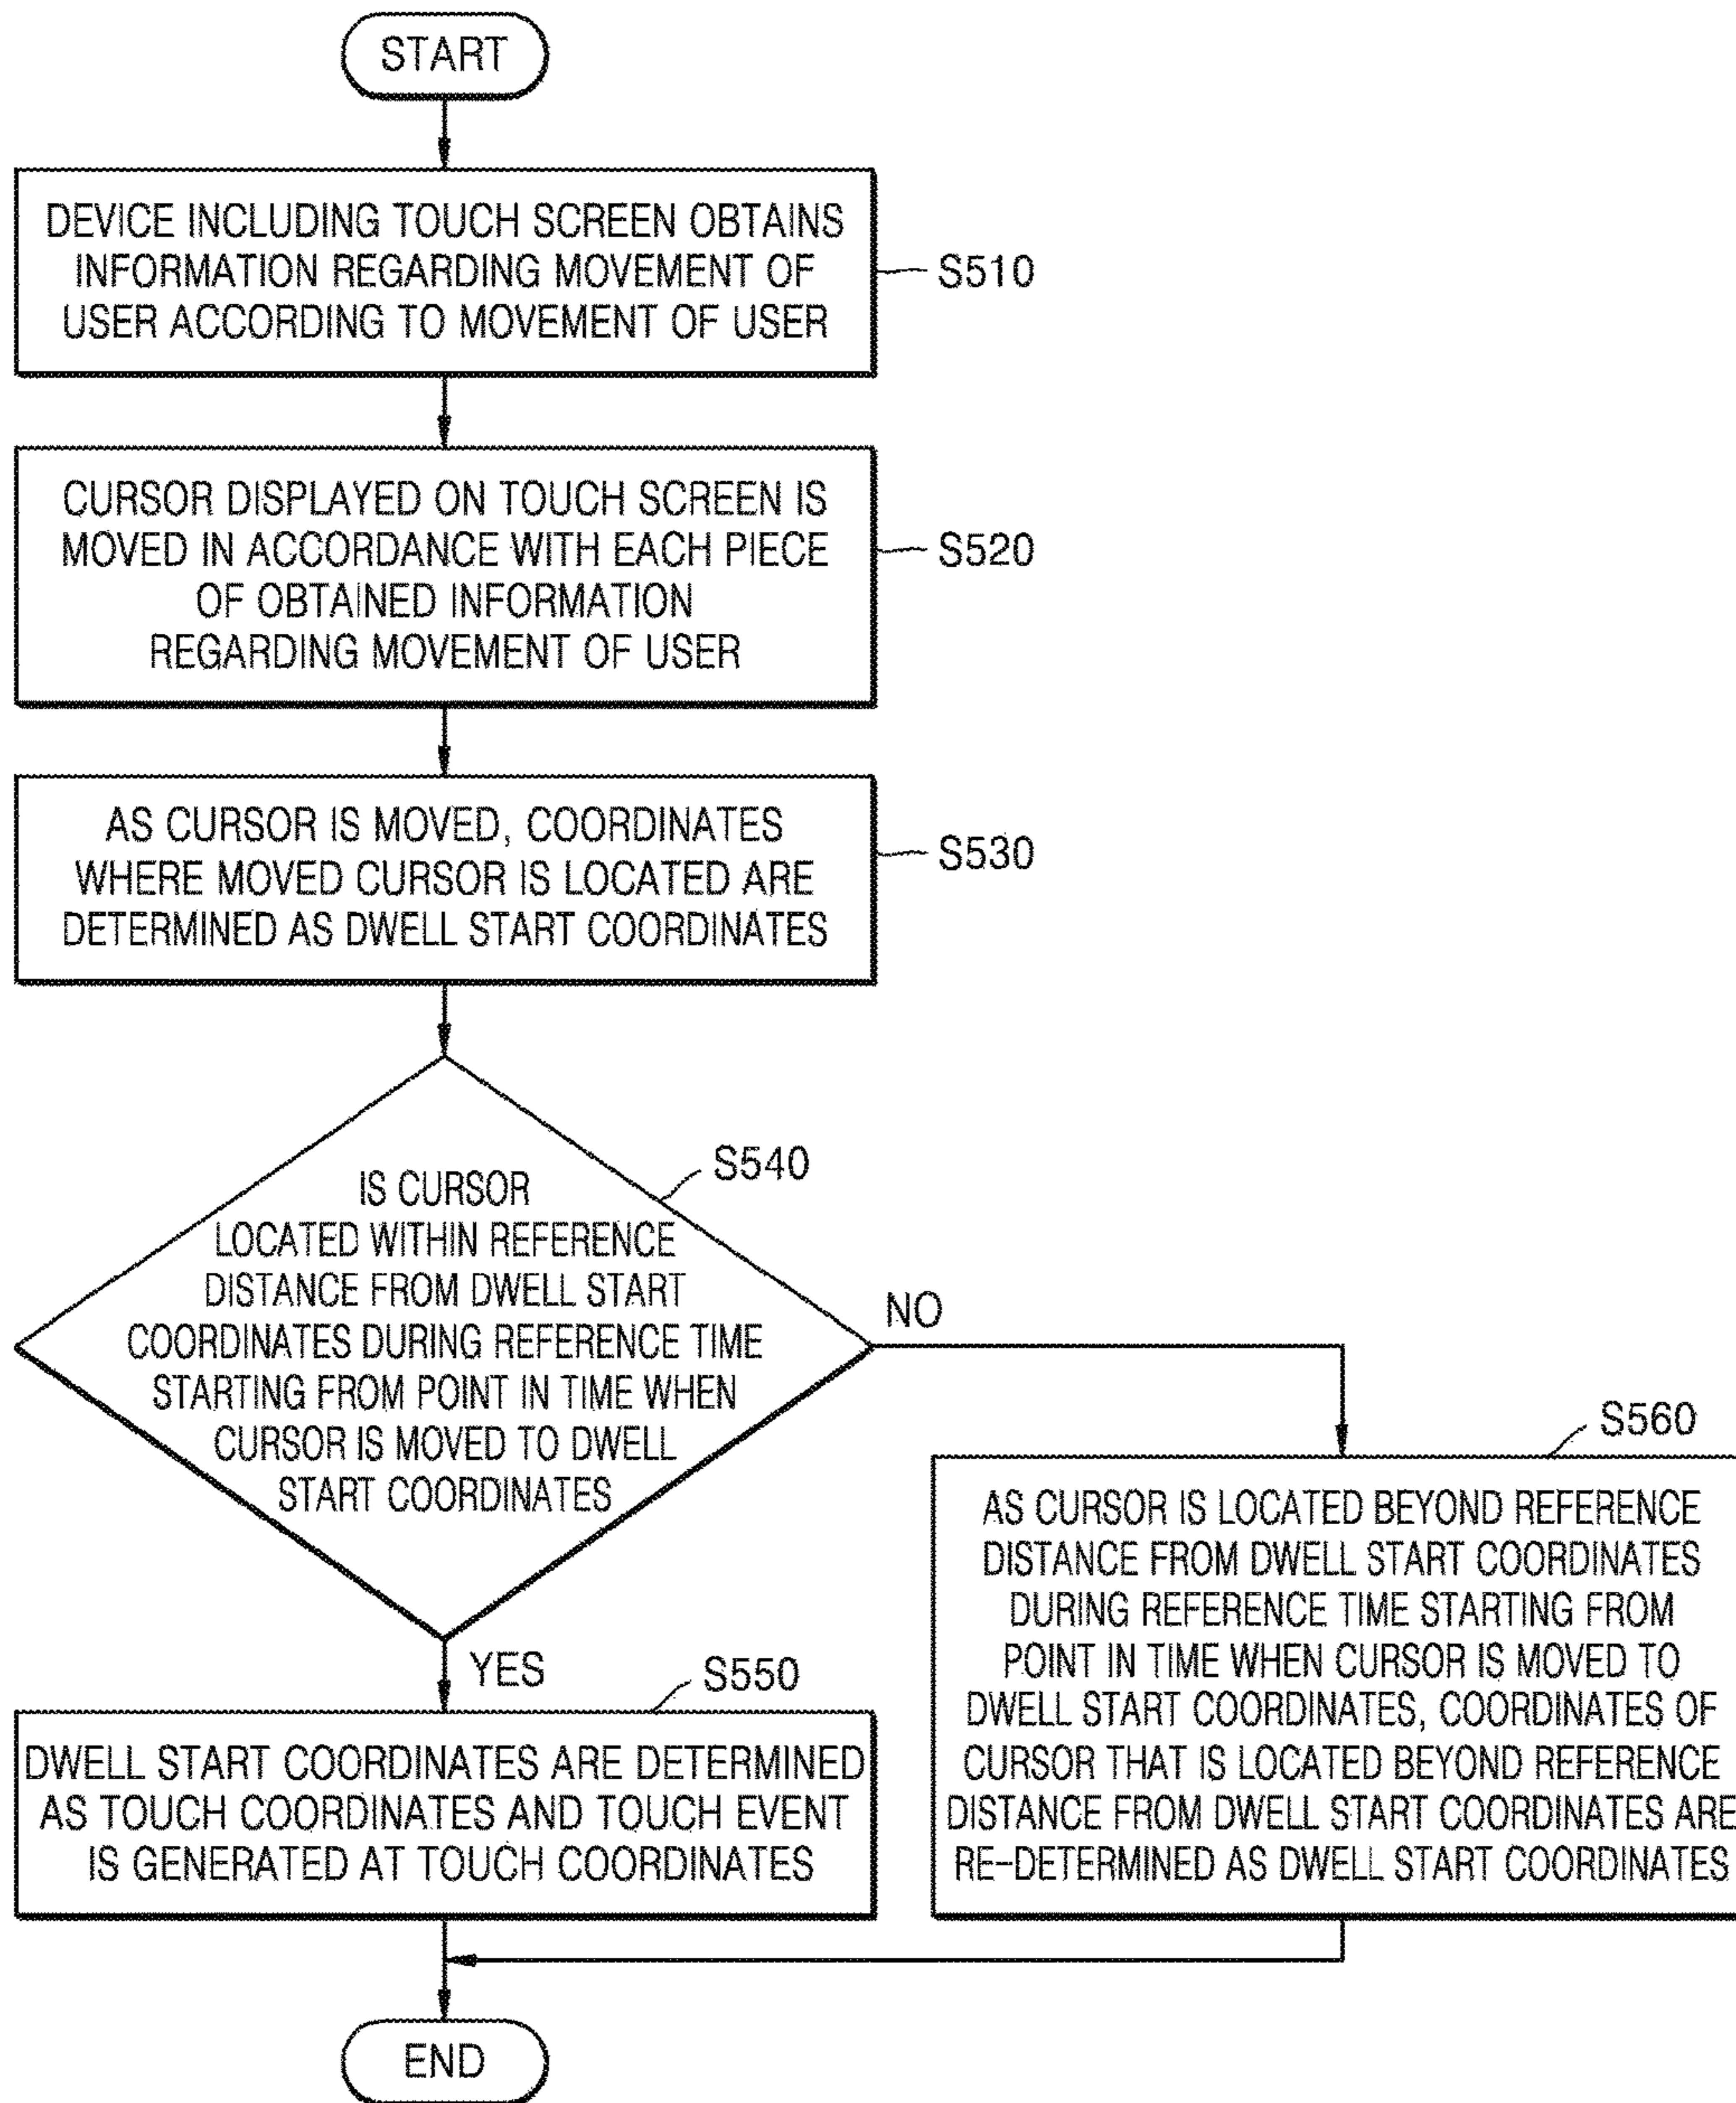 START
DEVICE INCLUDING TOUCH SCREEN OBTAINS
INFORMATION REGARDING MOVEMENT OF
USER ACCORDING TO MOVEMENT OF USER
S510
CURSOR DISPLAYED ON TOUCH SCREEN IS
MOVED IN ACCORDANCE WITH EACH PIECE
OF OBTAINED INFORMATION
REGARDING MOVEMENT OF USER
S520
AS CURSOR IS MOVED, COORDINATES
WHERE MOVED CURSOR IS LOCATED ARE
DETERMINED AS DWELL START COORDINATES
S530
S540
IS CURSOR
LOCATED WITHIN REFERENCE
DISTANCE FROM DWELL START
COORDINATES DURING REFERENCE TIME
STARTING FROM POINT IN TIME WHEN
CURSOR IS MOVED TO DWELL
START COORDINATES
NO
YES
S550
DWELL START COORDINATES ARE DETERMINED
AS TOUCH COORDINATES AND TOUCH EVENT
IS GENERATED AT TOUCH COORDINATES
S560
AS CURSOR IS LOCATED BEYOND REFERENCE
DISTANCE FROM DWELL START COORDINATES
DURING REFERENCE TIME STARTING FROM
POINT IN TIME WHEN CURSOR IS MOVED TO
DWELL START COORDINATES, COORDINATES OF
CURSOR THAT IS LOCATED BEYOND REFERENCE
DISTANCE FROM DWELL START COORDINATES ARE
RE-DETERMINED AS DWELL START COORDINATES
END